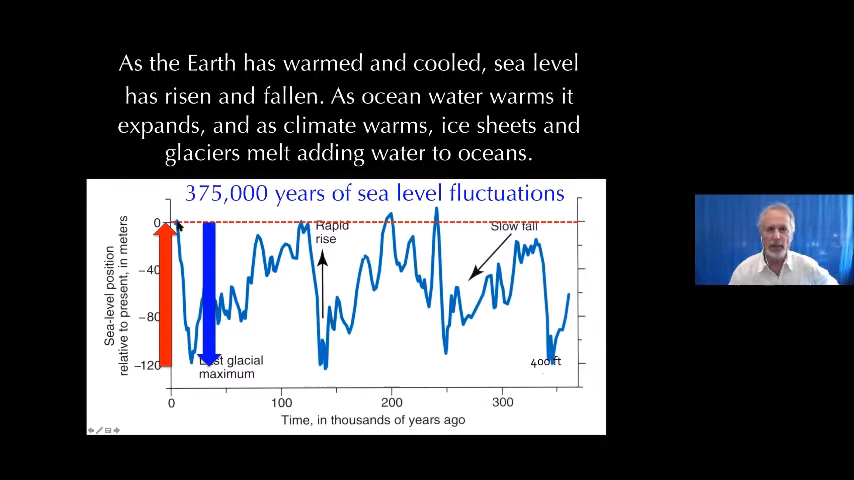 As the Earth has warmed and cooled, sea level
has risen and fallen. As ocean water warms it
expands, and as climate warms, ice sheets and
glaciers melt adding water to oceans.
375,000 years of sea level fluctuations
Sea-level position
relative to present, in meters
0
−40
−80
−120
Rapid
rise
Slow fall
glacial
maximum
400ft
0
100
200
300
Time, in thousands of years ago